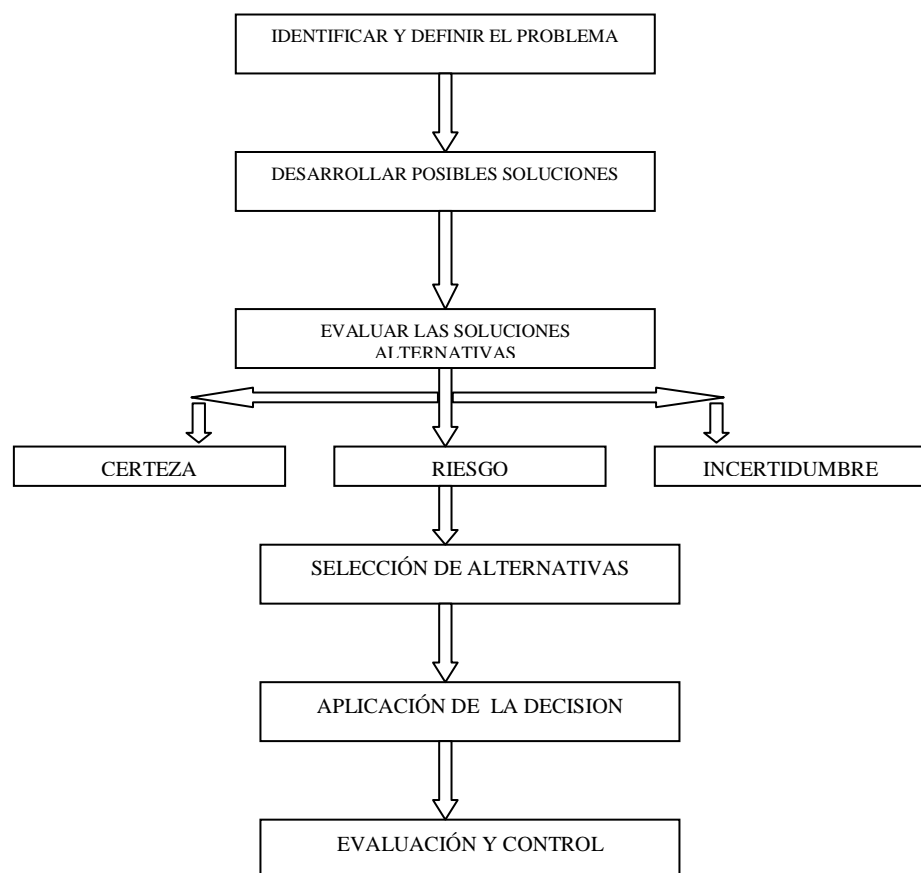 IDENTIFICAR Y DEFINIR EL PROBLEMA
DESARROLLAR POSIBLES SOLUCIONES
EVALUAR LAS SOLUCIONES
ALTERNATIVAS
CERTEZA
RIESGO
INCERTIDUMBRE
SELECCIÓN DE ALTERNATIVAS
APLICACIÓN DE LA DECISION
EVALUACIÓN Y CONTROL